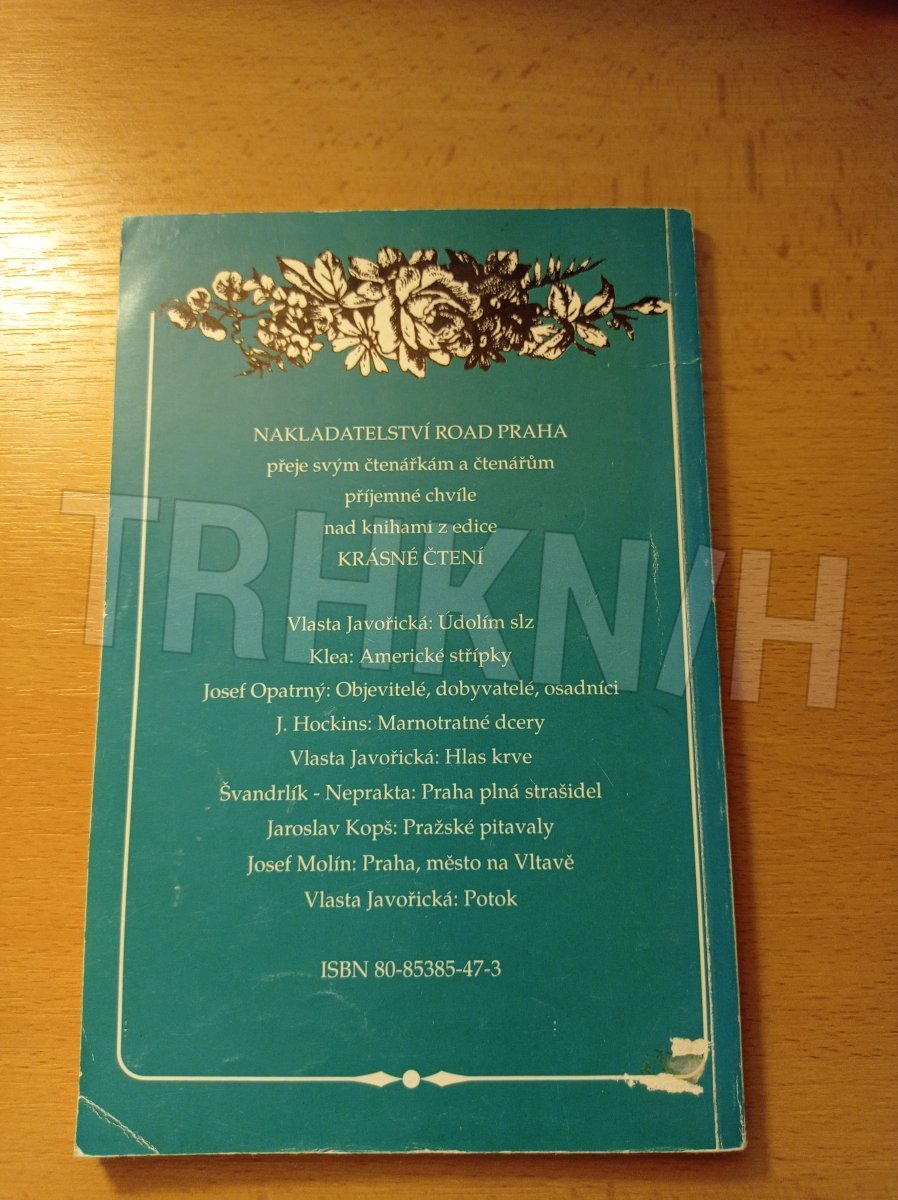 NAKLADATELSTVÍ ROAD PRAHA
přeje svým čtenářkám a čtenářům
příjemné chvíle
nad knihami z edice
KRÁSNÉ ČTENÍ
Vlasta Javořická: Údolím slz
Klea: Americké střípky
Josef Opatrný: Objevitelé, dobyvatelé, osadníci
J. Hockins: Marnotratné dcery
Vlasta Javořická: Hlas krve
Švandrlík - Neprakta: Praha plná strašidel
Jaroslav Kopš: Pražské pitavaly
Josef Molín: Praha, město na Vltavě
Vlasta Javořická: Potok
ISBN 80-85385-47-3
TRHKNIH